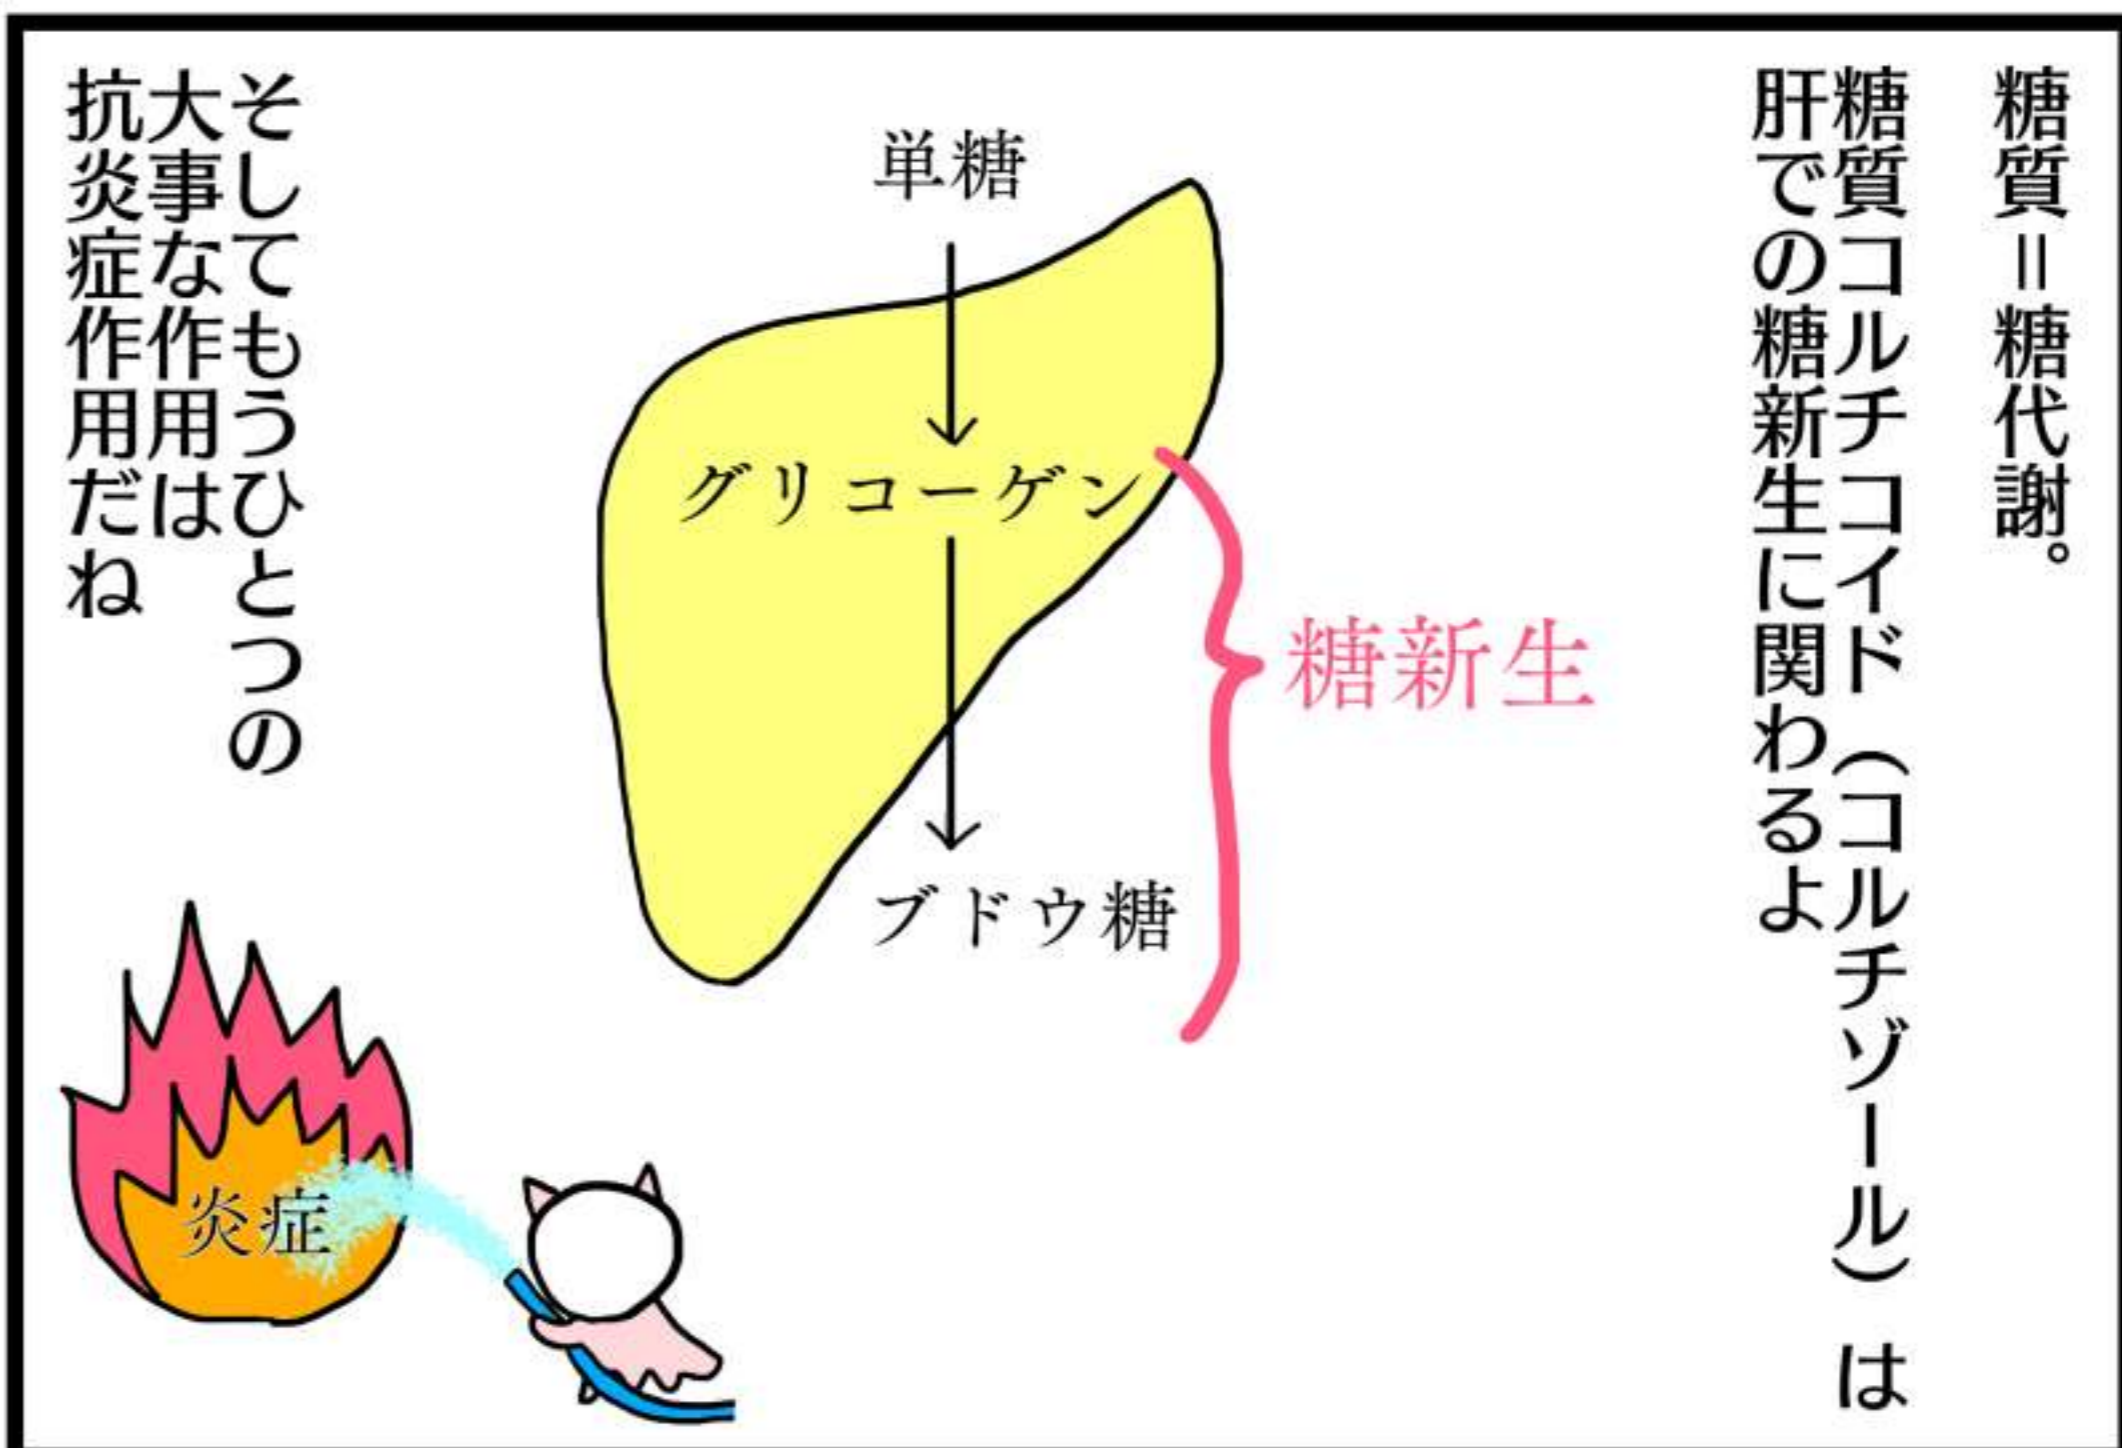 糖質＝糖代謝。
糖質コルチコイド（コルチゾール）は
肝での糖新生に関わるよ
単糖
グリコーゲン
糖新生
ブドウ糖
そしてもうひとつの
大事な作用は
抗炎症作用だね
炎症